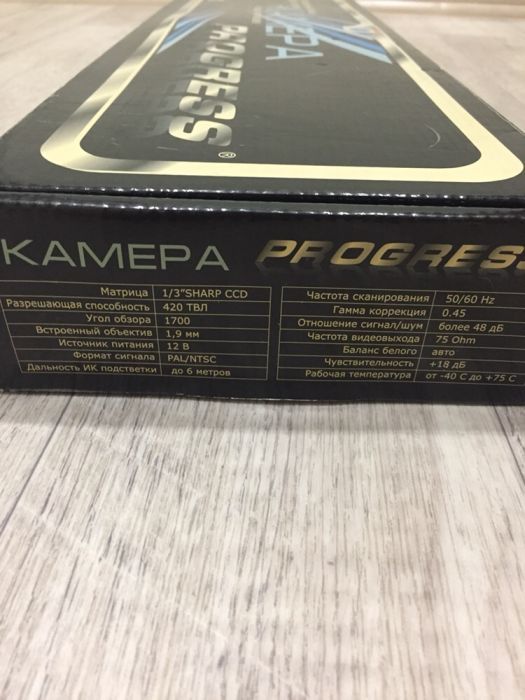 PROGRESS®
КАМЕРА PROGRESS
Матрица 1/3"SHARP CCD
Разрешающая способность 420 ТВЛ
Угол обзора 1700
Встроенный объектив 1,9 мм
Источник питания 12 В
Формат сигнала PAL/NTSC
Дальность ИК подстветки до 6 метров
Частота сканирования 50/60 Hz
Гамма коррекция 0.45
Отношение сигнал/шум более 48 дБ
Частота видеовыхода 75 Ohm
Баланс белого авто
Чувствительность +18 дБ
Рабочая температура от -40 С до +75 С